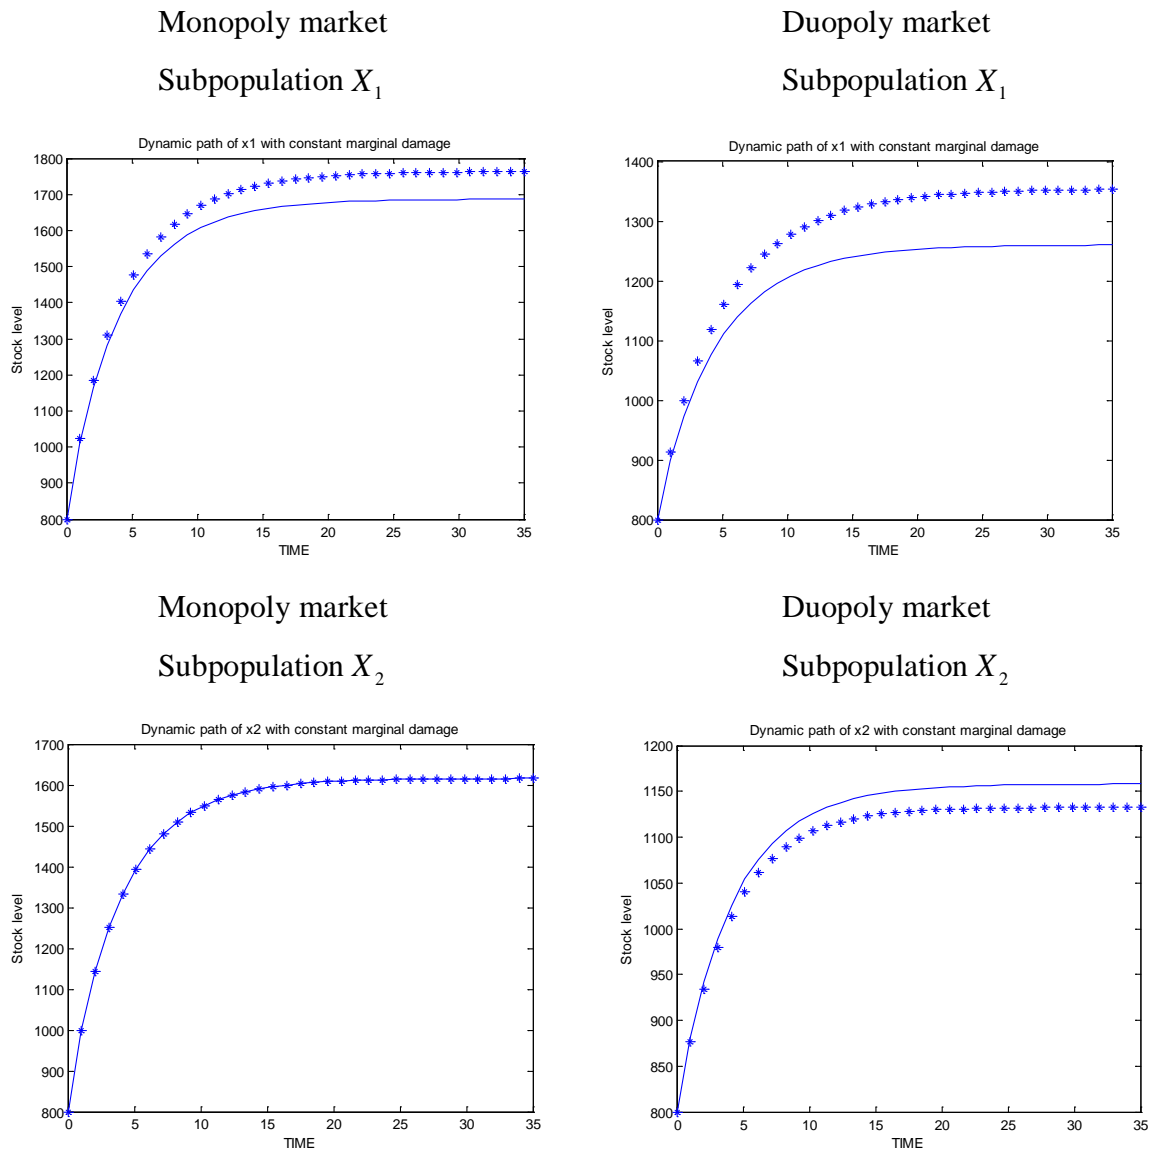 Monopoly market
Subpopulation X₁
Dynamic path of x1 with constant marginal damage
1800
1700
1600
1500
1400
1300
1200
1100
1000
900
800
Stock level
0 5 10 15 20 25 30 35
TIME
Duopoly market
Subpopulation X₁
Dynamic path of x1 with constant marginal damage
1400
1300
1200
1100
1000
900
800
Stock level
0 5 10 15 20 25 30 35
TIME
Monopoly market
Subpopulation X₂
Dynamic path of x2 with constant marginal damage
1700
1600
1500
1400
1300
1200
1100
1000
900
800
Stock level
0 5 10 15 20 25 30 35
TIME
Duopoly market
Subpopulation X₂
Dynamic path of x2 with constant marginal damage
1200
1150
1100
1050
1000
950
900
850
800
Stock level
0 5 10 15 20 25 30 35
TIME